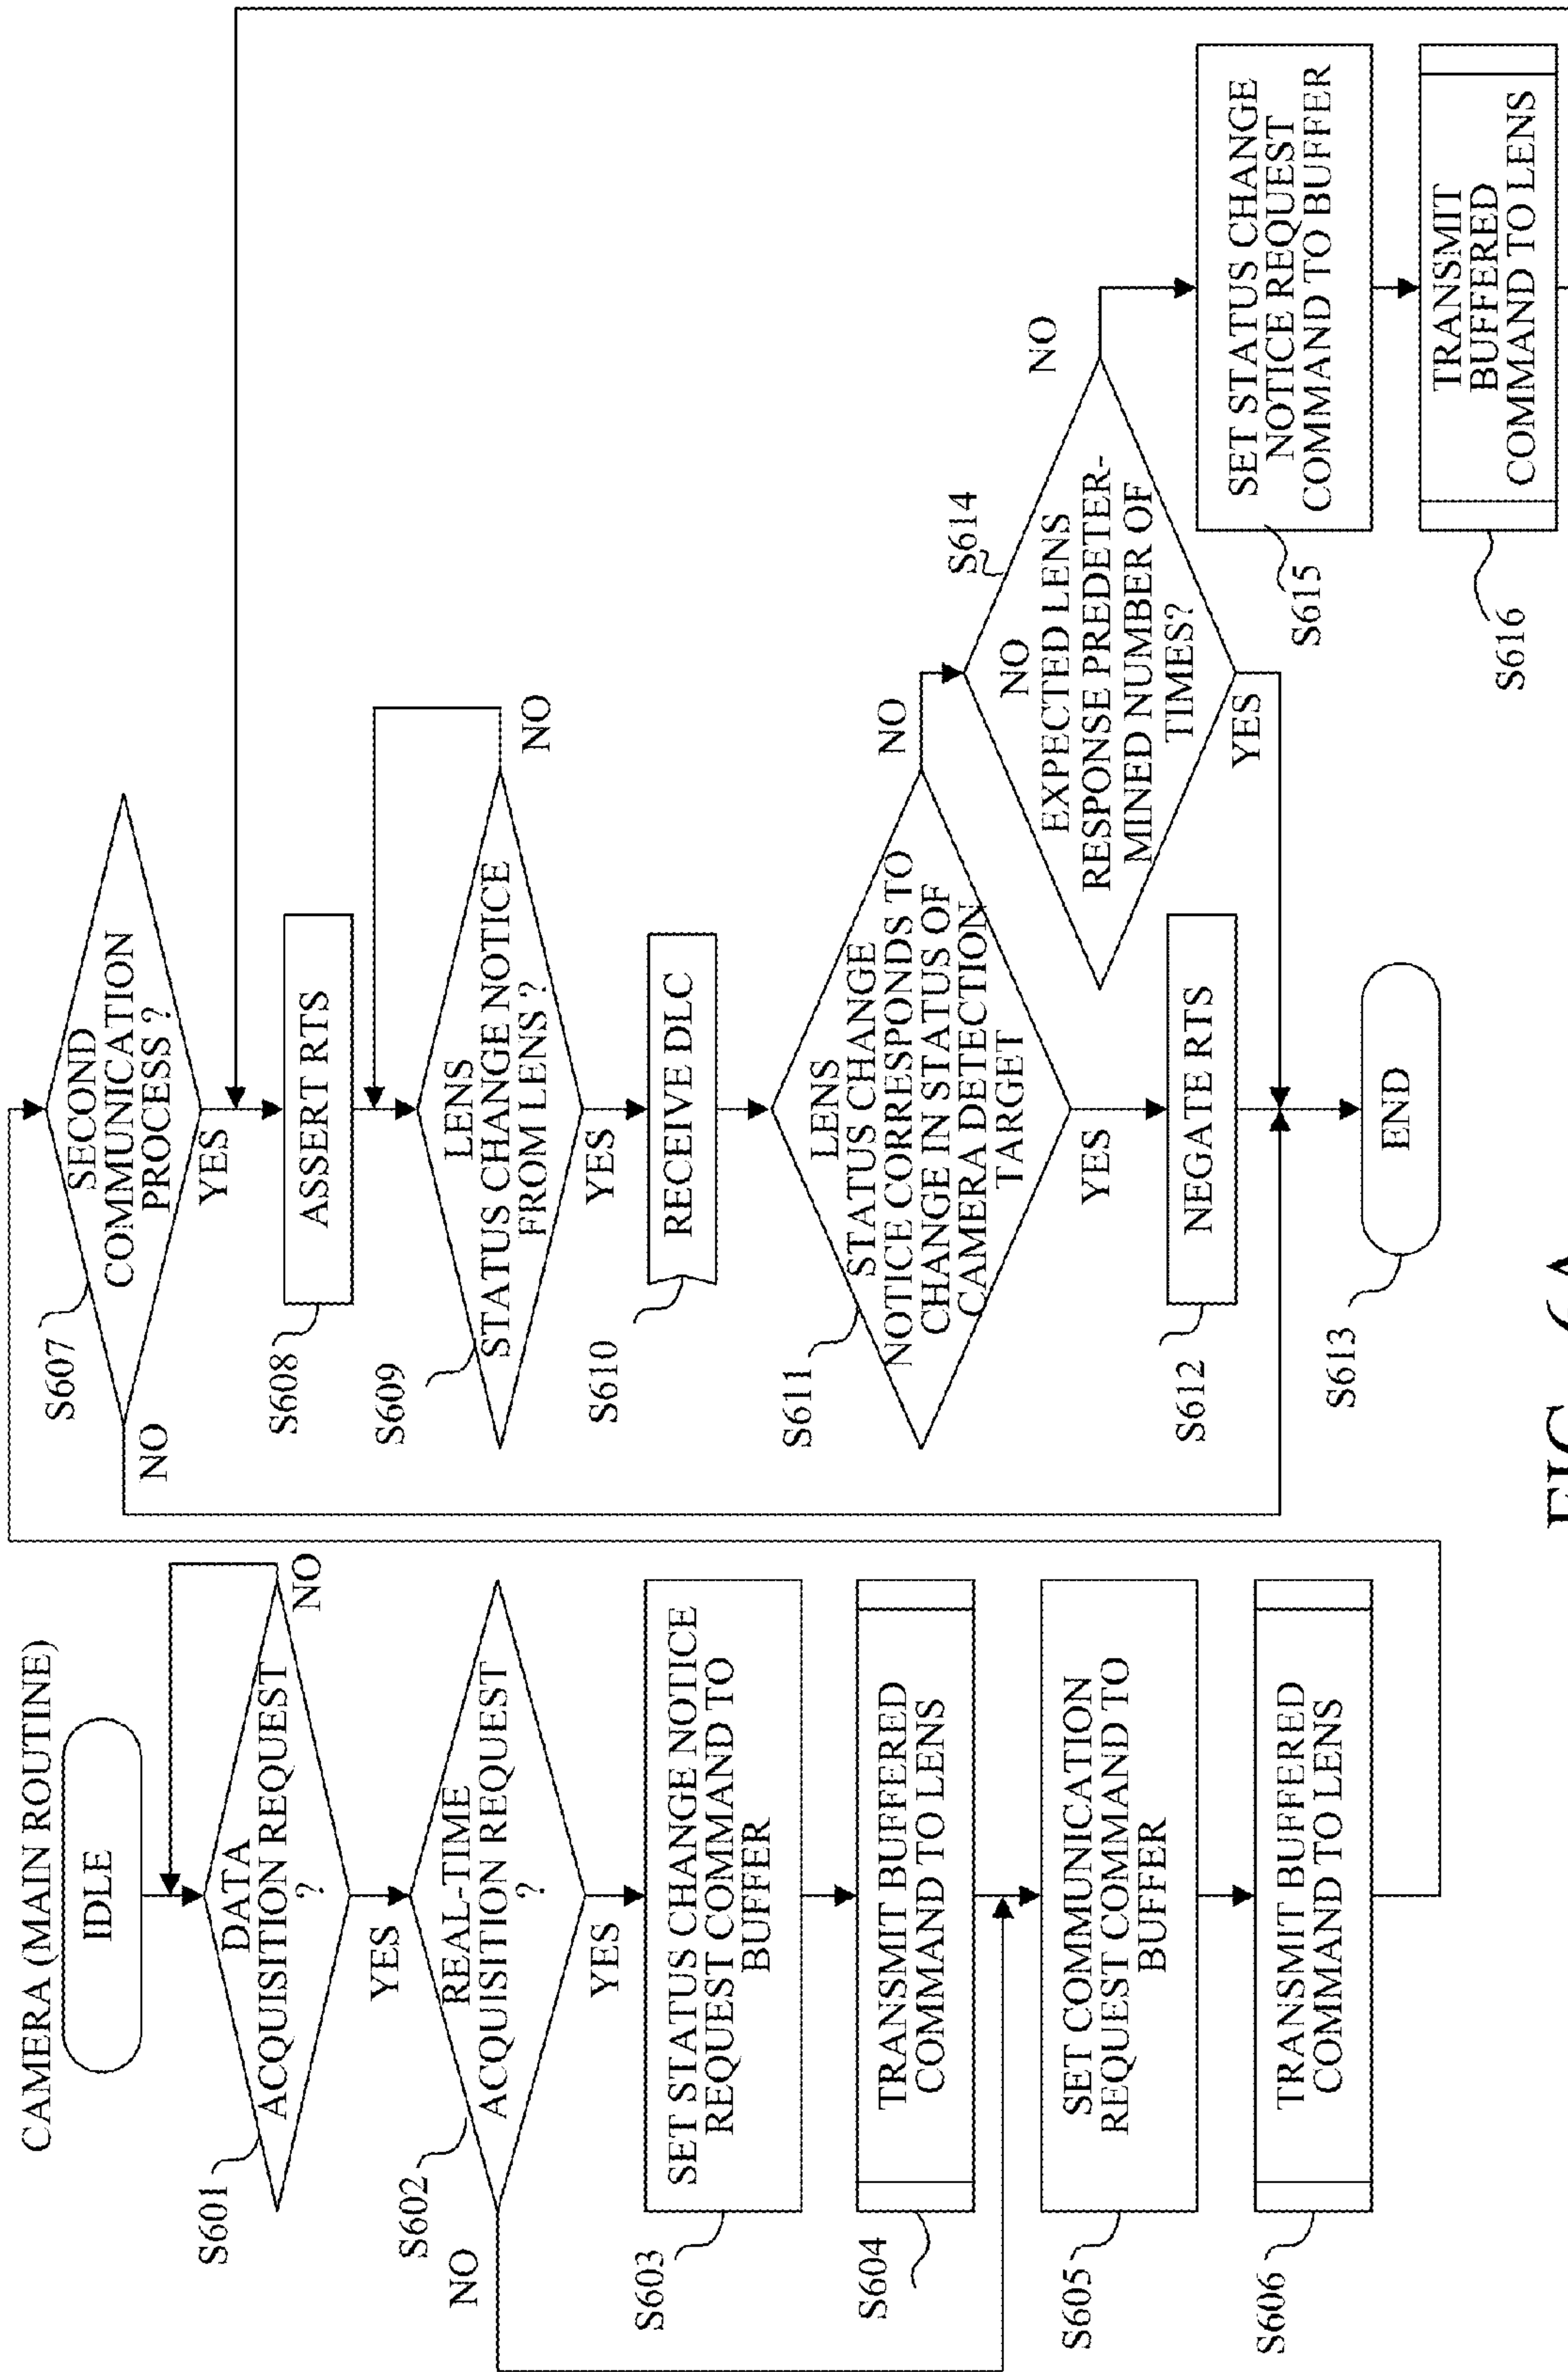 CAMERA (MAIN ROUTINE)
IDLE
S601
DATA
ACQUISITION REQUEST
?
NO
YES
S602
REAL-TIME
ACQUISITION REQUEST
?
NO
YES
S603
SET STATUS CHANGE NOTICE
REQUEST COMMAND TO
BUFFER
S604
TRANSMIT BUFFERED
COMMAND TO LENS
S605
SET COMMUNICATION
REQUEST COMMAND TO
BUFFER
S606
TRANSMIT BUFFERED
COMMAND TO LENS
S607
SECOND
COMMUNICATION
PROCESS ?
NO
YES
S608
ASSERT RTS
S609
LENS
STATUS CHANGE NOTICE
FROM LENS ?
NO
YES
S610
RECEIVE DLC
S611
LENS
STATUS CHANGE
NOTICE CORRESPONDS TO
CHANGE IN STATUS OF
CAMERA DETECTION
TARGET
NO
YES
S612
NEGATE RTS
S613
END
S614
NO
EXPECTED LENS
RESPONSE PREDETER-
MINED NUMBER OF
TIMES?
NO
YES
S615
SET STATUS CHANGE
NOTICE REQUEST
COMMAND TO BUFFER
S616
TRANSMIT
BUFFERED
COMMAND TO LENS